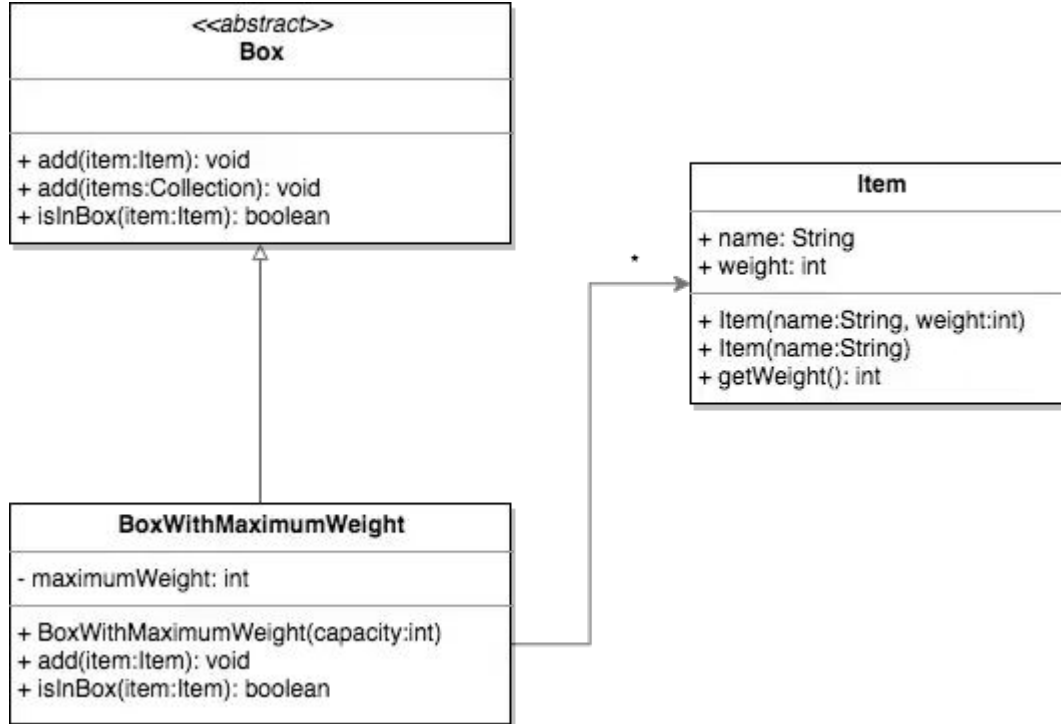 <<abstract>>
Box
+ add(item:Item): void
+ add(items:Collection): void
+ isInBox(item:Item): boolean
Item
+ name: String
+ weight: int
+ Item(name:String, weight:int)
+ Item(name:String)
+ getWeight(): int
*
BoxWithMaximumWeight
- maximumWeight: int
+ BoxWithMaximumWeight(capacity:int)
+ add(item:Item): void
+ isInBox(item:Item): boolean